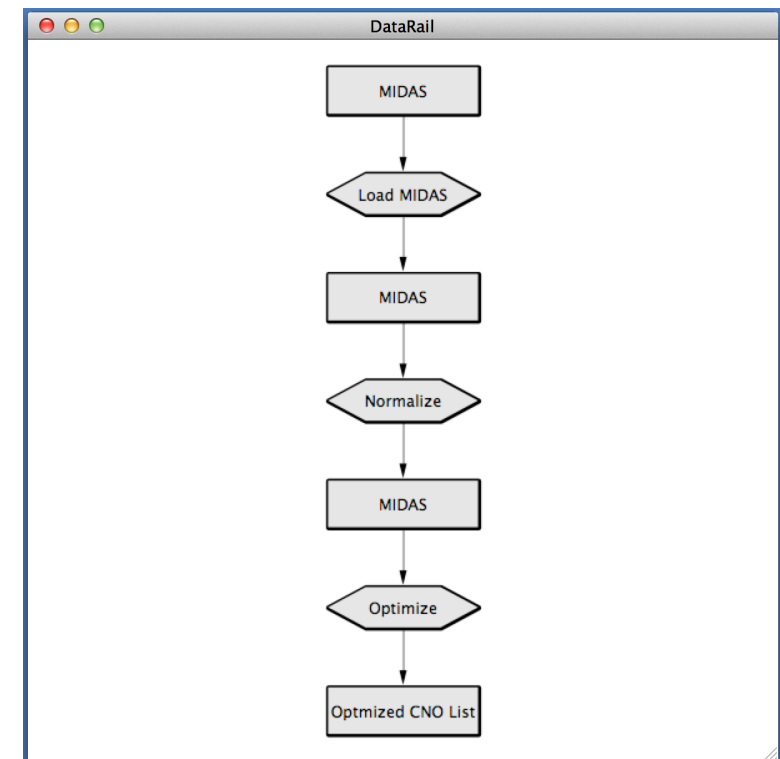 DataRail
MIDAS
Load MIDAS
MIDAS
Normalize
MIDAS
Optimize
Optmized CNO List